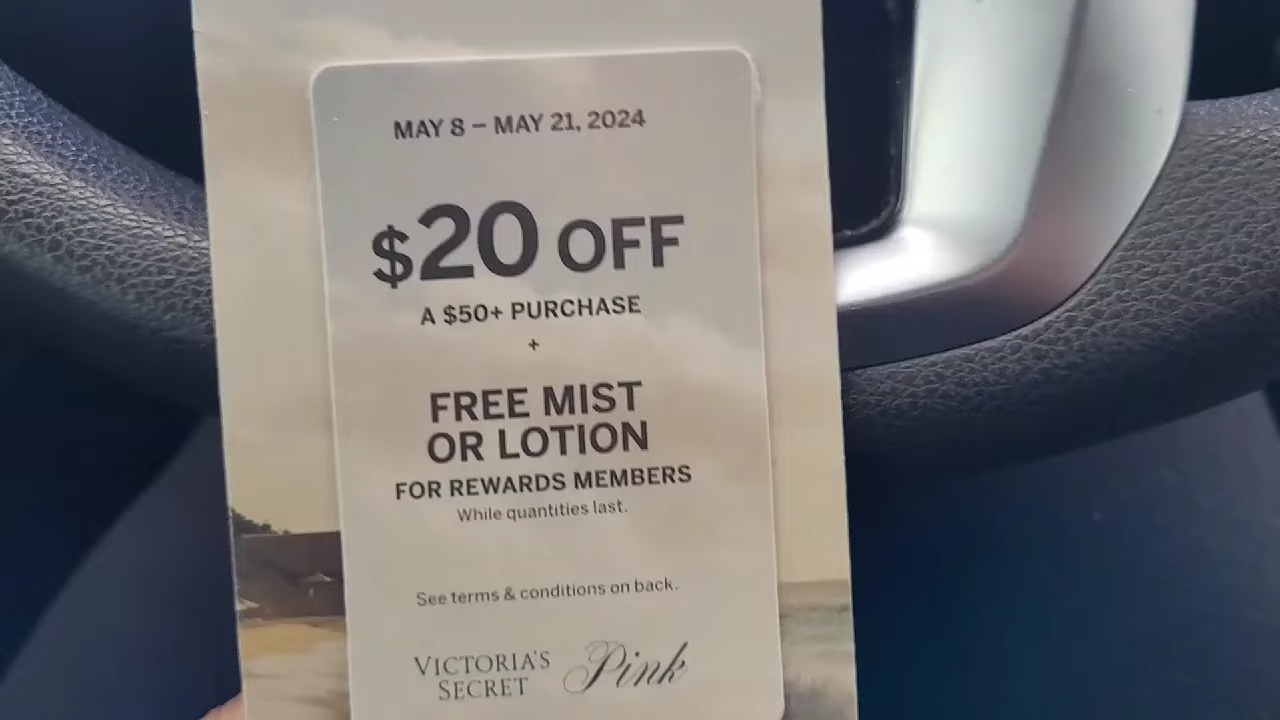 MAY 8 – MAY 21, 2024
$20 OFF
A $50+ PURCHASE
+
FREE MIST
OR LOTION
FOR REWARDS MEMBERS
While quantities last.
See terms & conditions on back.
VICTORIA'S
SECRET
Pink